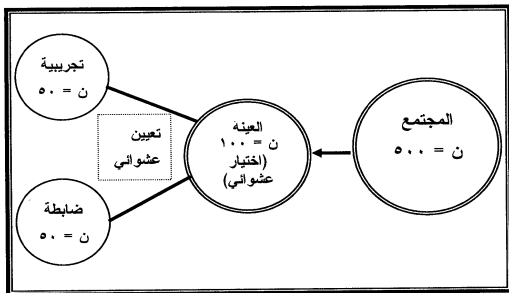 المجتمع
ن = ٥٠٠
العينة
ن = ١٠٠
(اختيار
عشوائي)
تعيين
عشوائي
تجريبية
ن = ٥٠
ضابطة
ن = ٥٠